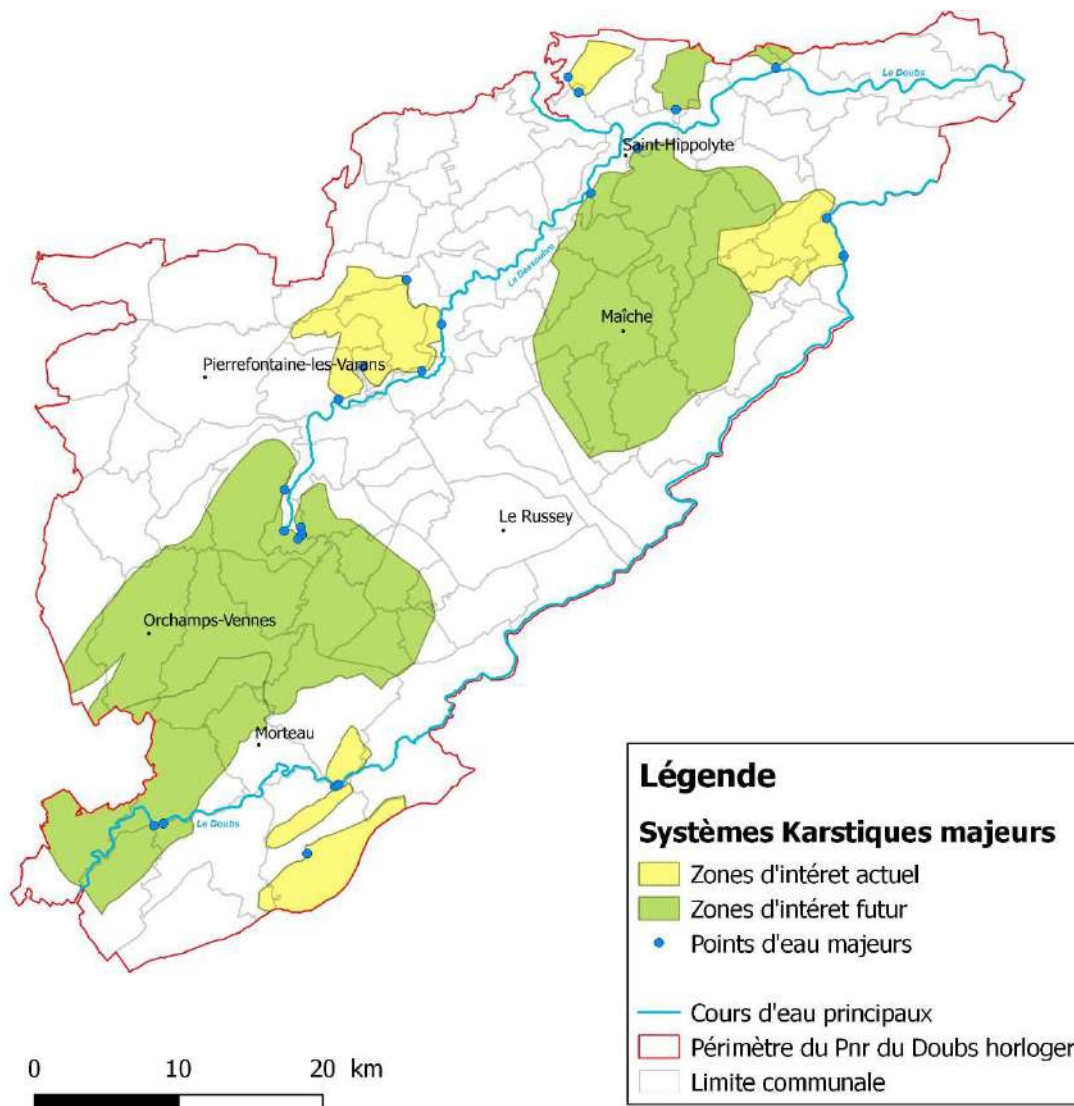 Le Doubs
Saint-Hippolyte
Le Dessoubre
Maîche
Pierrefontaine-les-Varans
Le Russey
Orchamps-Vennes
Morteau
Le Doubs
Légende
Systèmes Karstiques majeurs
Zones d'intéret actuel
Zones d'intéret futur
Points d'eau majeurs
Cours d'eau principaux
Périmètre du Pnr du Doubs horloger
Limite communale
0 10 20 km